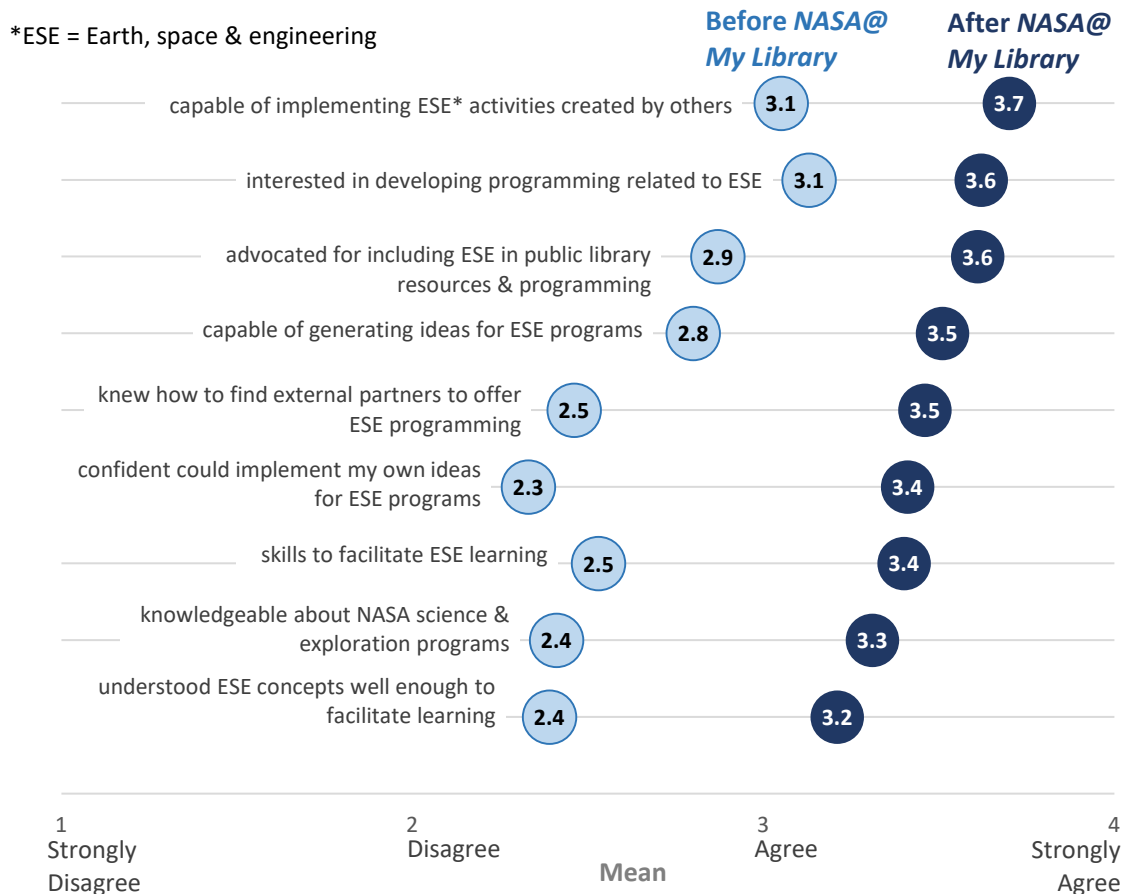 *ESE = Earth, space & engineering
Before NASA@
My Library
After NASA@
My Library
capable of implementing ESE* activities created by others
3.1
3.7
interested in developing programming related to ESE
3.1
3.6
advocated for including ESE in public library
resources & programming
2.9
3.6
capable of generating ideas for ESE programs
2.8
3.5
knew how to find external partners to offer
ESE programming
2.5
3.5
confident could implement my own ideas
for ESE programs
2.3
3.4
skills to facilitate ESE learning
2.5
3.4
knowledgeable about NASA science &
exploration programs
2.4
3.3
understood ESE concepts well enough to
facilitate learning
2.4
3.2
1
2
3
4
Strongly
Disagree
Disagree
Agree
Strongly
Agree
Mean